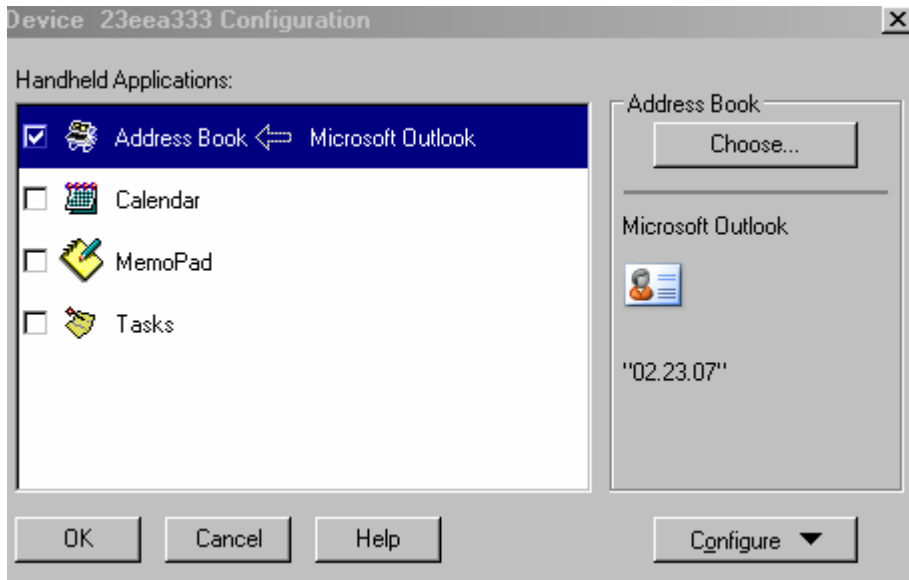 Device 23eea333 Configuration
Handheld Applications:
Address Book Microsoft Outlook
Calendar
MemoPad
Tasks
Address Book
Choose...
Microsoft Outlook
"02.23.07"
OK Cancel Help Configure